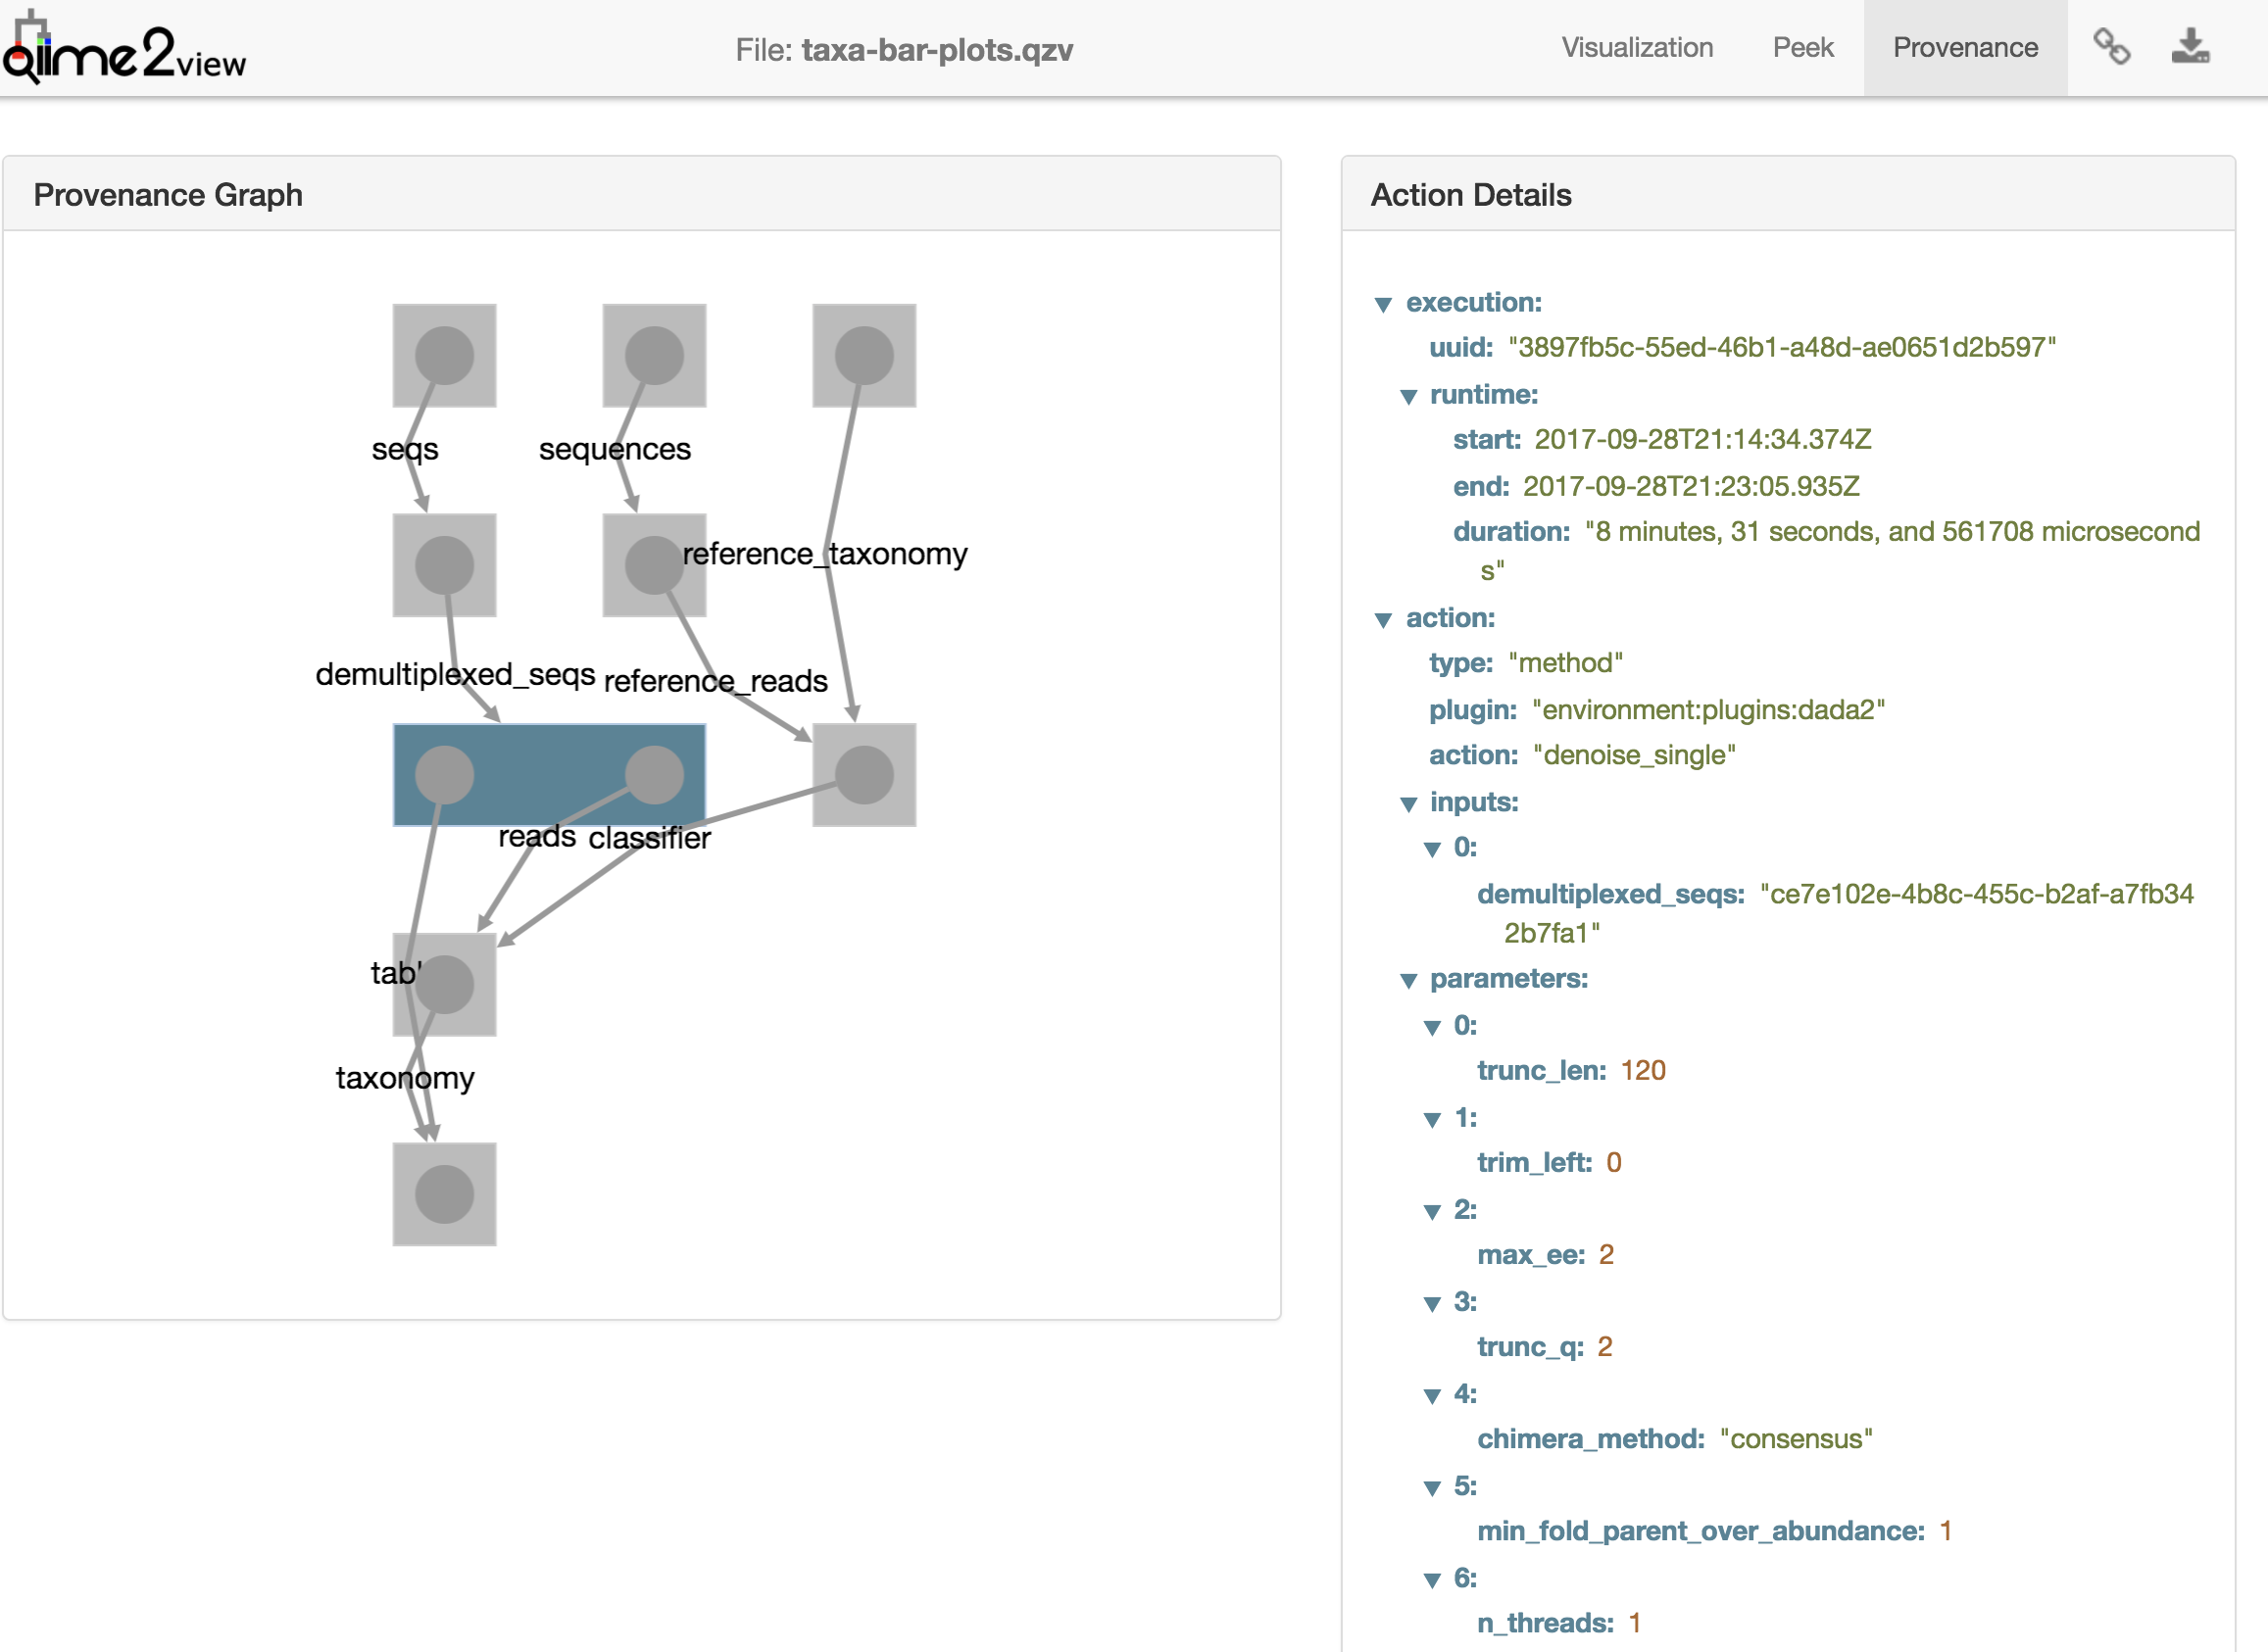 qiime2view
File: taxa-bar-plots.qzv
Visualization
Peek
Provenance
Provenance Graph
seqs
sequences
reference_taxonomy
demultiplexed_seqs
reference_reads
reads
classifier
tab
taxonomy
Action Details
execution:
uuid: "3897fb5c-55ed-46b1-a48d-ae0651d2b597"
runtime:
start: 2017-09-28T21:14:34.374Z
end: 2017-09-28T21:23:05.935Z
duration: "8 minutes, 31 seconds, and 561708 microsecond
s"
action:
type: "method"
plugin: "environment:plugins:dada2"
action: "denoise_single"
inputs:
0:
demultiplexed_seqs: "ce7e102e-4b8c-455c-b2af-a7fb34
2b7fa1"
parameters:
0:
trunc_len: 120
1:
trim_left: 0
2:
max_ee: 2
3:
trunc_q: 2
4:
chimera_method: "consensus"
5:
min_fold_parent_over_abundance: 1
6:
n_threads: 1